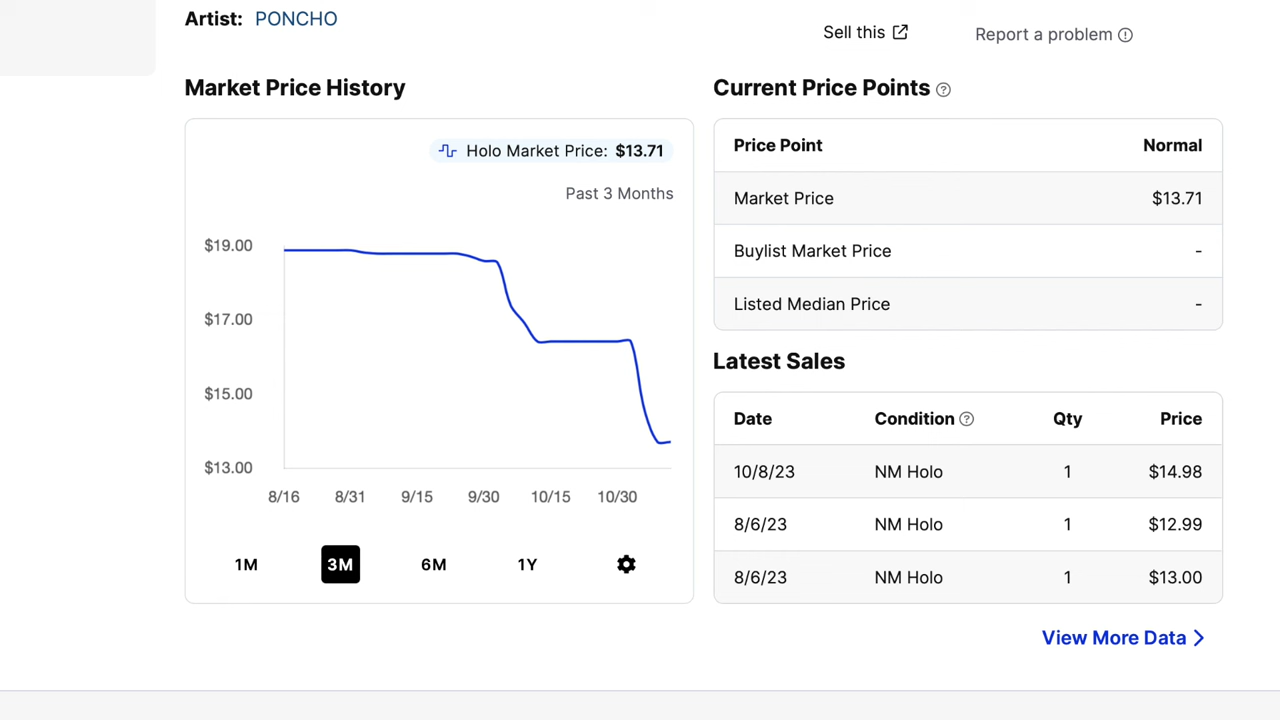 Artist: PONCHO
Sell this
Report a problem
Market Price History
Holo Market Price: $13.71
Past 3 Months
$19.00
$17.00
$15.00
$13.00
8/16 8/31 9/15 9/30 10/15 10/30
1M 3M 6M 1Y
Current Price Points
Price Point Normal
Market Price $13.71
Buylist Market Price -
Listed Median Price -
Latest Sales
Date Condition Qty Price
10/8/23 NM Holo 1 $14.98
8/6/23 NM Holo 1 $12.99
8/6/23 NM Holo 1 $13.00
View More Data